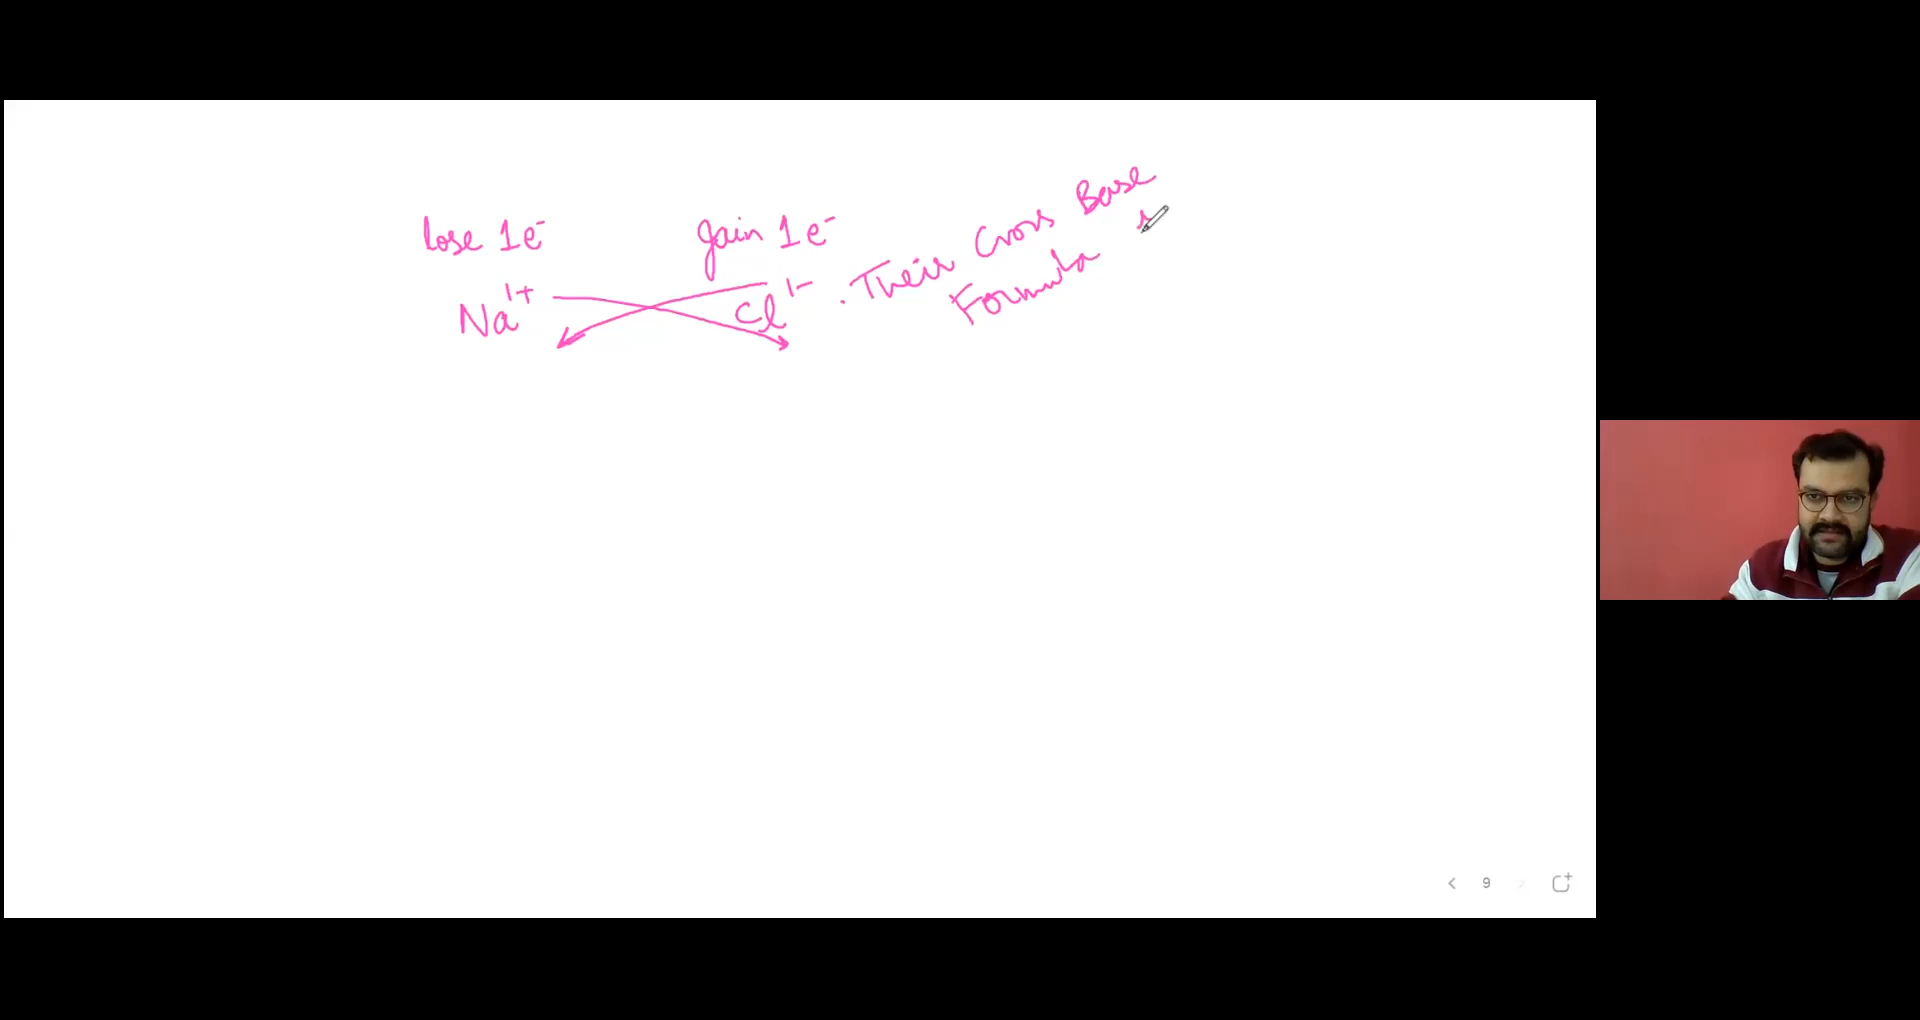 lose 1e⁻ gain 1e⁻
Na¹⁺ Cl¹⁻ . Their Cross Base
Formula s
9